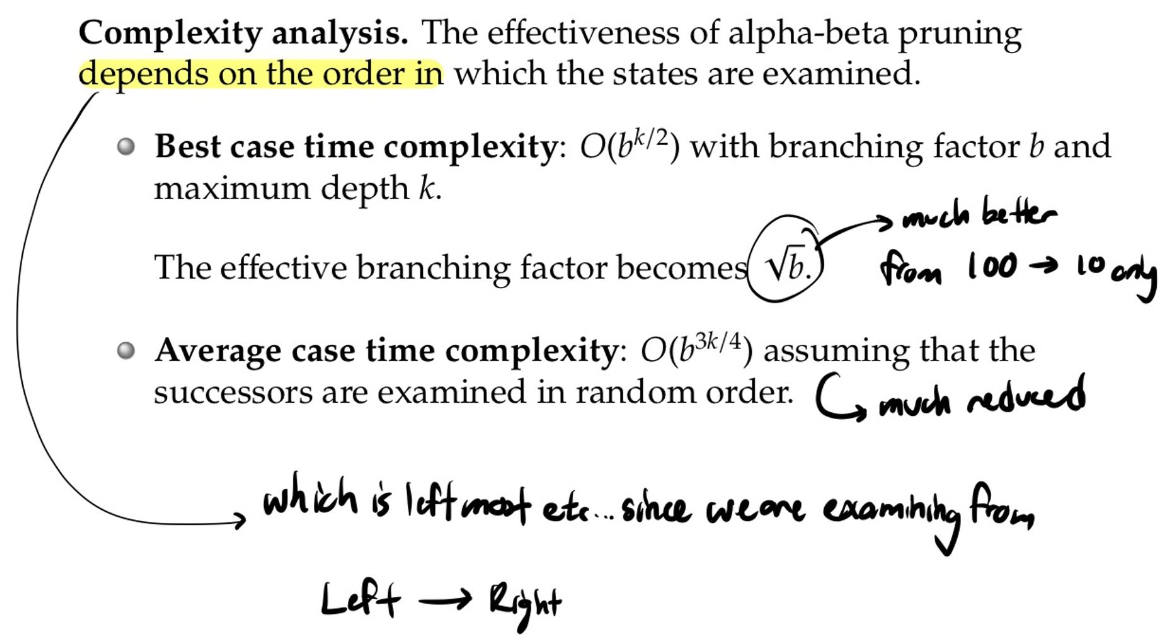 Complexity analysis. The effectiveness of alpha-beta pruning
depends on the order in which the states are examined.
Best case time complexity: O(b^{k/2}) with branching factor b and
maximum depth k.
The effective branching factor becomes √b.
much better
from 100 → 10 only
Average case time complexity: O(b^{3k/4}) assuming that the
successors are examined in random order.
much reduced
which is leftmost etc... since we are examining from
Left → Right